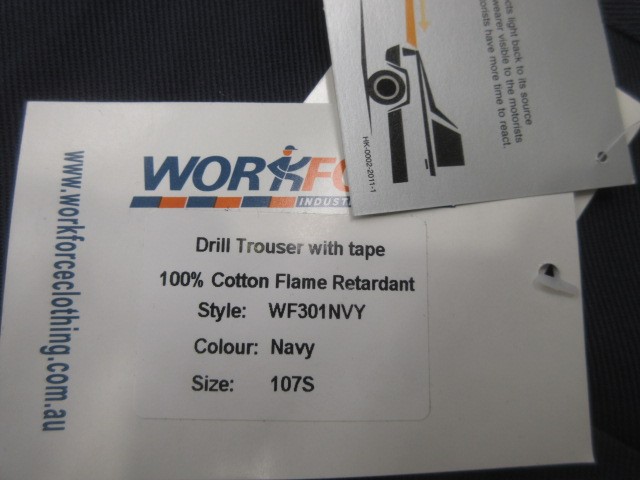 cts light back to its source
wearer visible to the motorists
torists have more time to react.
HK-0002-2011-1
WORKFO
INDUST
Drill Trouser with tape
100% Cotton Flame Retardant
Style: WF301NVY
Colour: Navy
Size: 107S
www.workforceclothing.com.au